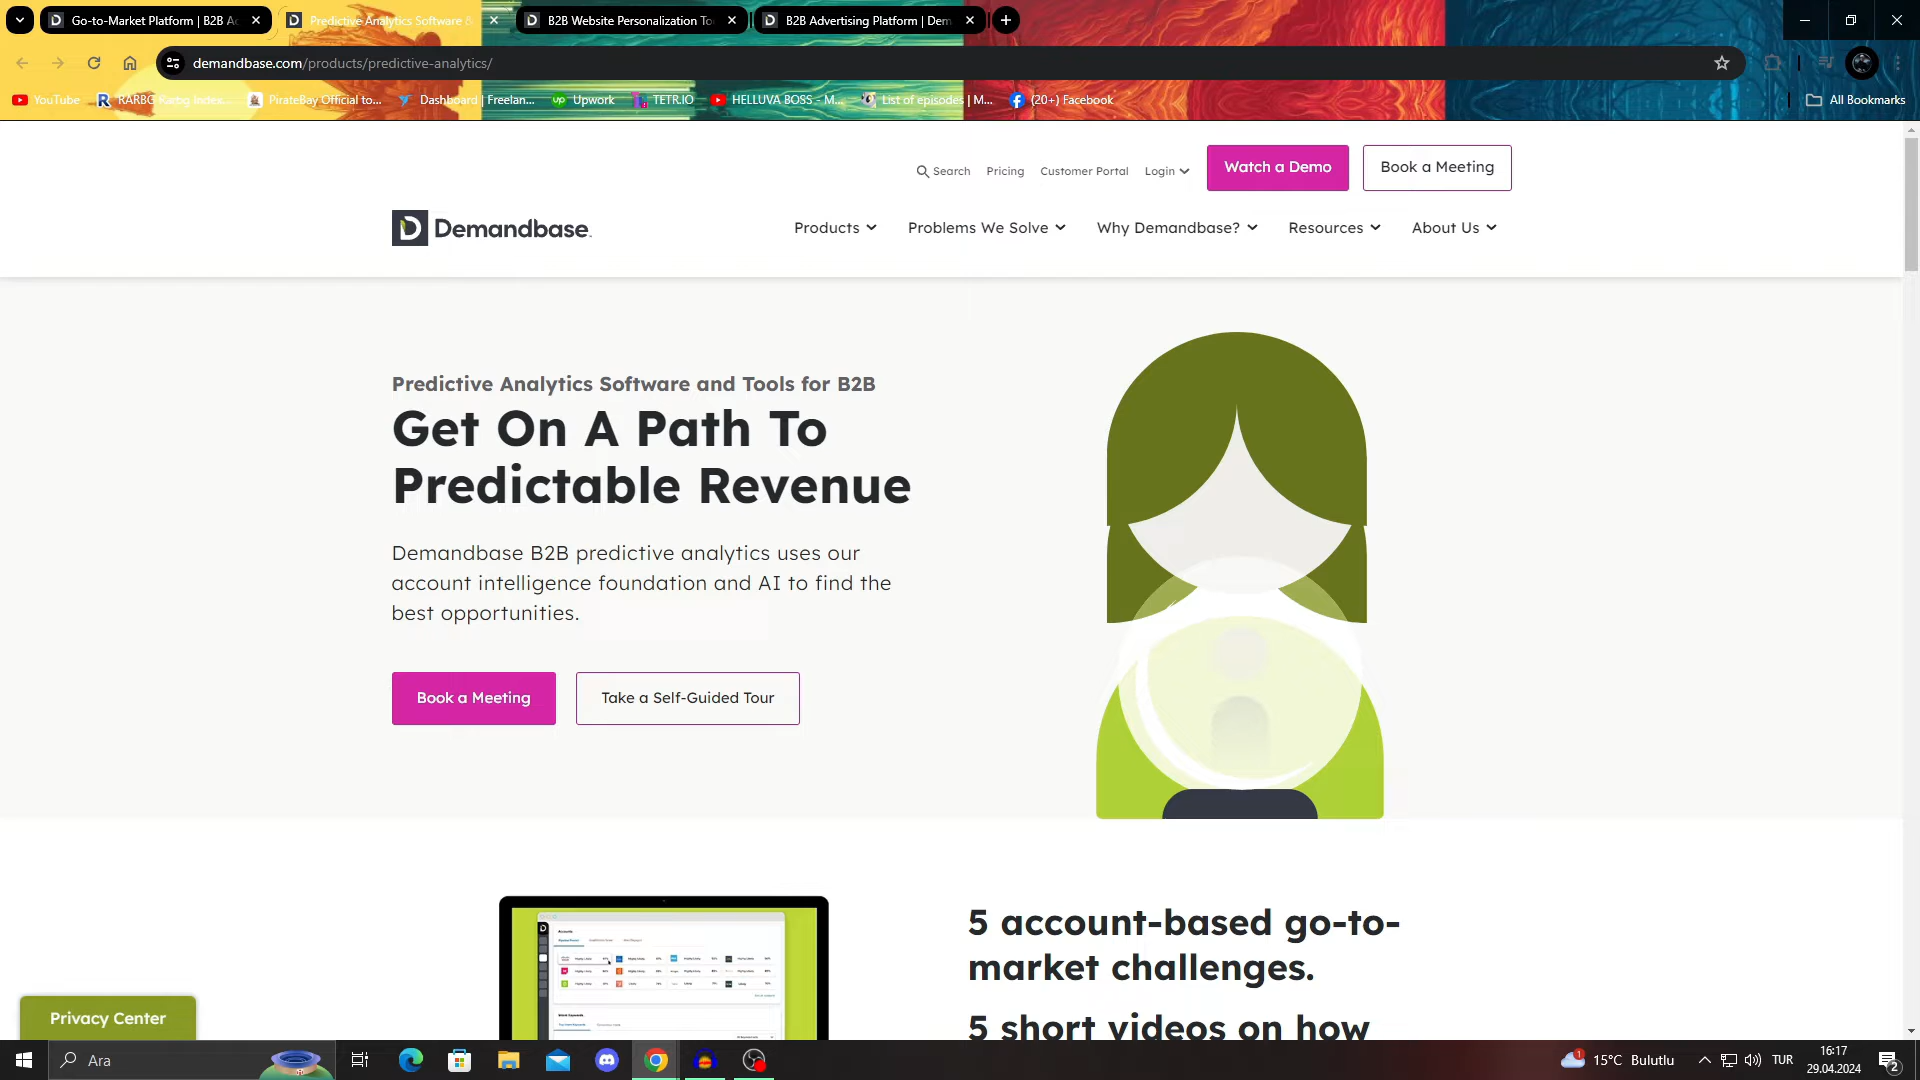 Go-to-Market Platform | B2B Ac
Predictive Analytics Software &
B2B Website Personalization To
B2B Advertising Platform | Dem
demandbase.com/products/predictive-analytics/
YouTube
RARBG Rarbg Index...
PirateBay Official to...
Dashboard | Freelan...
Upwork
TETR.IO
HELLUVA BOSS - M...
List of episodes | M...
(20+) Facebook
All Bookmarks
Search
Pricing
Customer Portal
Login
Watch a Demo
Book a Meeting
Demandbase
Products
Problems We Solve
Why Demandbase?
Resources
About Us
Predictive Analytics Software and Tools for B2B
Get On A Path To
Predictable Revenue
Demandbase B2B predictive analytics uses our
account intelligence foundation and AI to find the
best opportunities.
Book a Meeting
Take a Self-Guided Tour
5 account-based go-to-
market challenges.
5 short videos on how
Privacy Center
Ara
15°C Bulutlu
TUR
16:17
29.04.2024
2